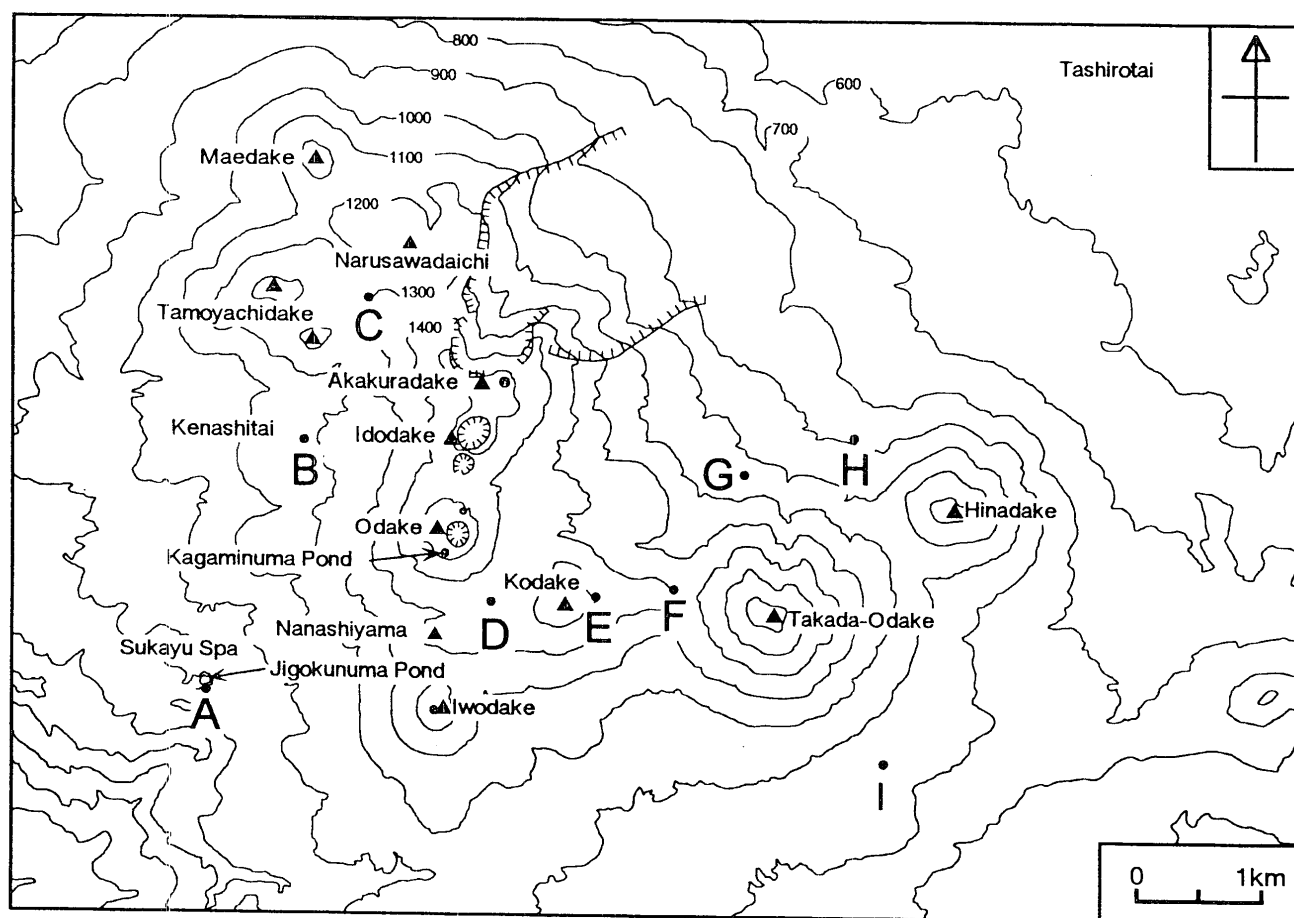 800
Tashirotai
900
600
1000
700
Maedake
1100
1200
Narusawadaichi
1300
Tamoyachidake
C
1400
Akakuradake
Kenashitai
Idodake
B
G
H
Odake
Hinadake
Kagaminuma Pond
Kodake
D
E
F
Nanashiyama
Takada-Odake
Sukayu Spa
Jigokunuma Pond
A
Iwodake
I
0 1km